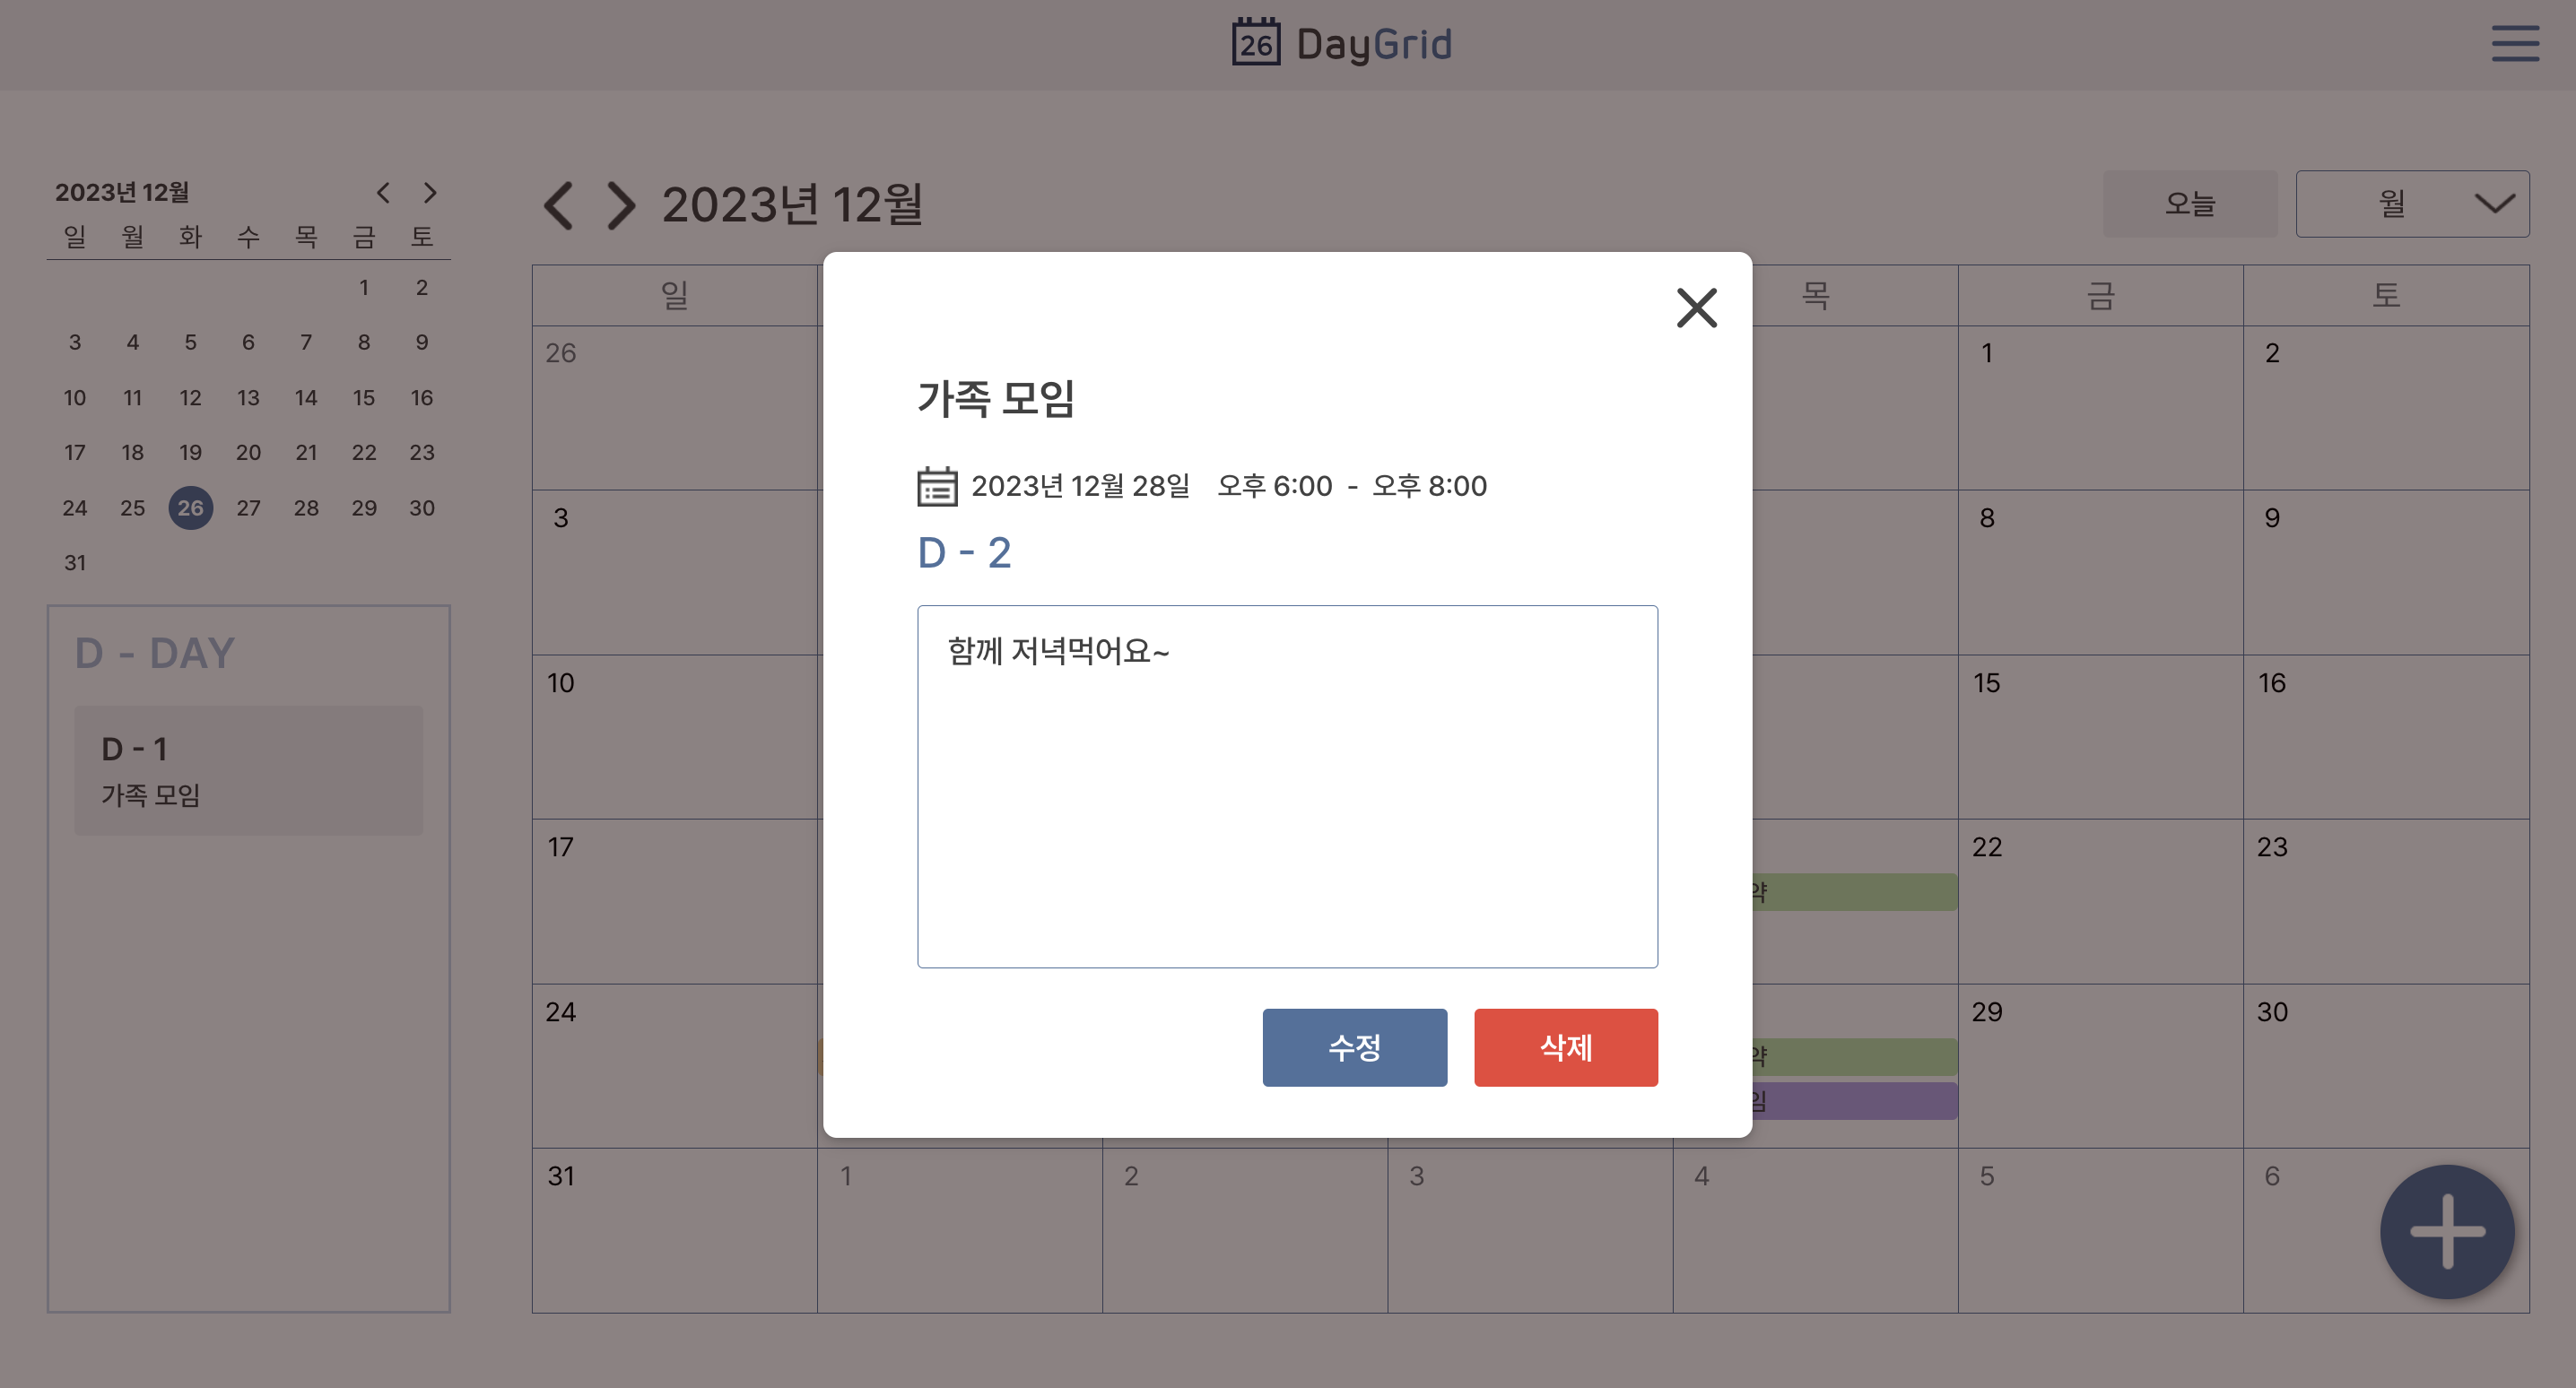 26 DayGrid
2023년 12월
일 월 화 수 목 금 토
1 2
3 4 5 6 7 8 9
10 11 12 13 14 15 16
17 18 19 20 21 22 23
24 25 26 27 28 29 30
31
D - DAY
D - 1
가족 모임
2023년 12월
오늘
월
일 목 금 토
26 1 2
3 8 9
10 15 16
17 22 23
약
24 29 30
약
임
31 1 2 3 4 5 6
가족 모임
2023년 12월 28일 오후 6:00 - 오후 8:00
D - 2
함께 저녁먹어요~
수정 삭제